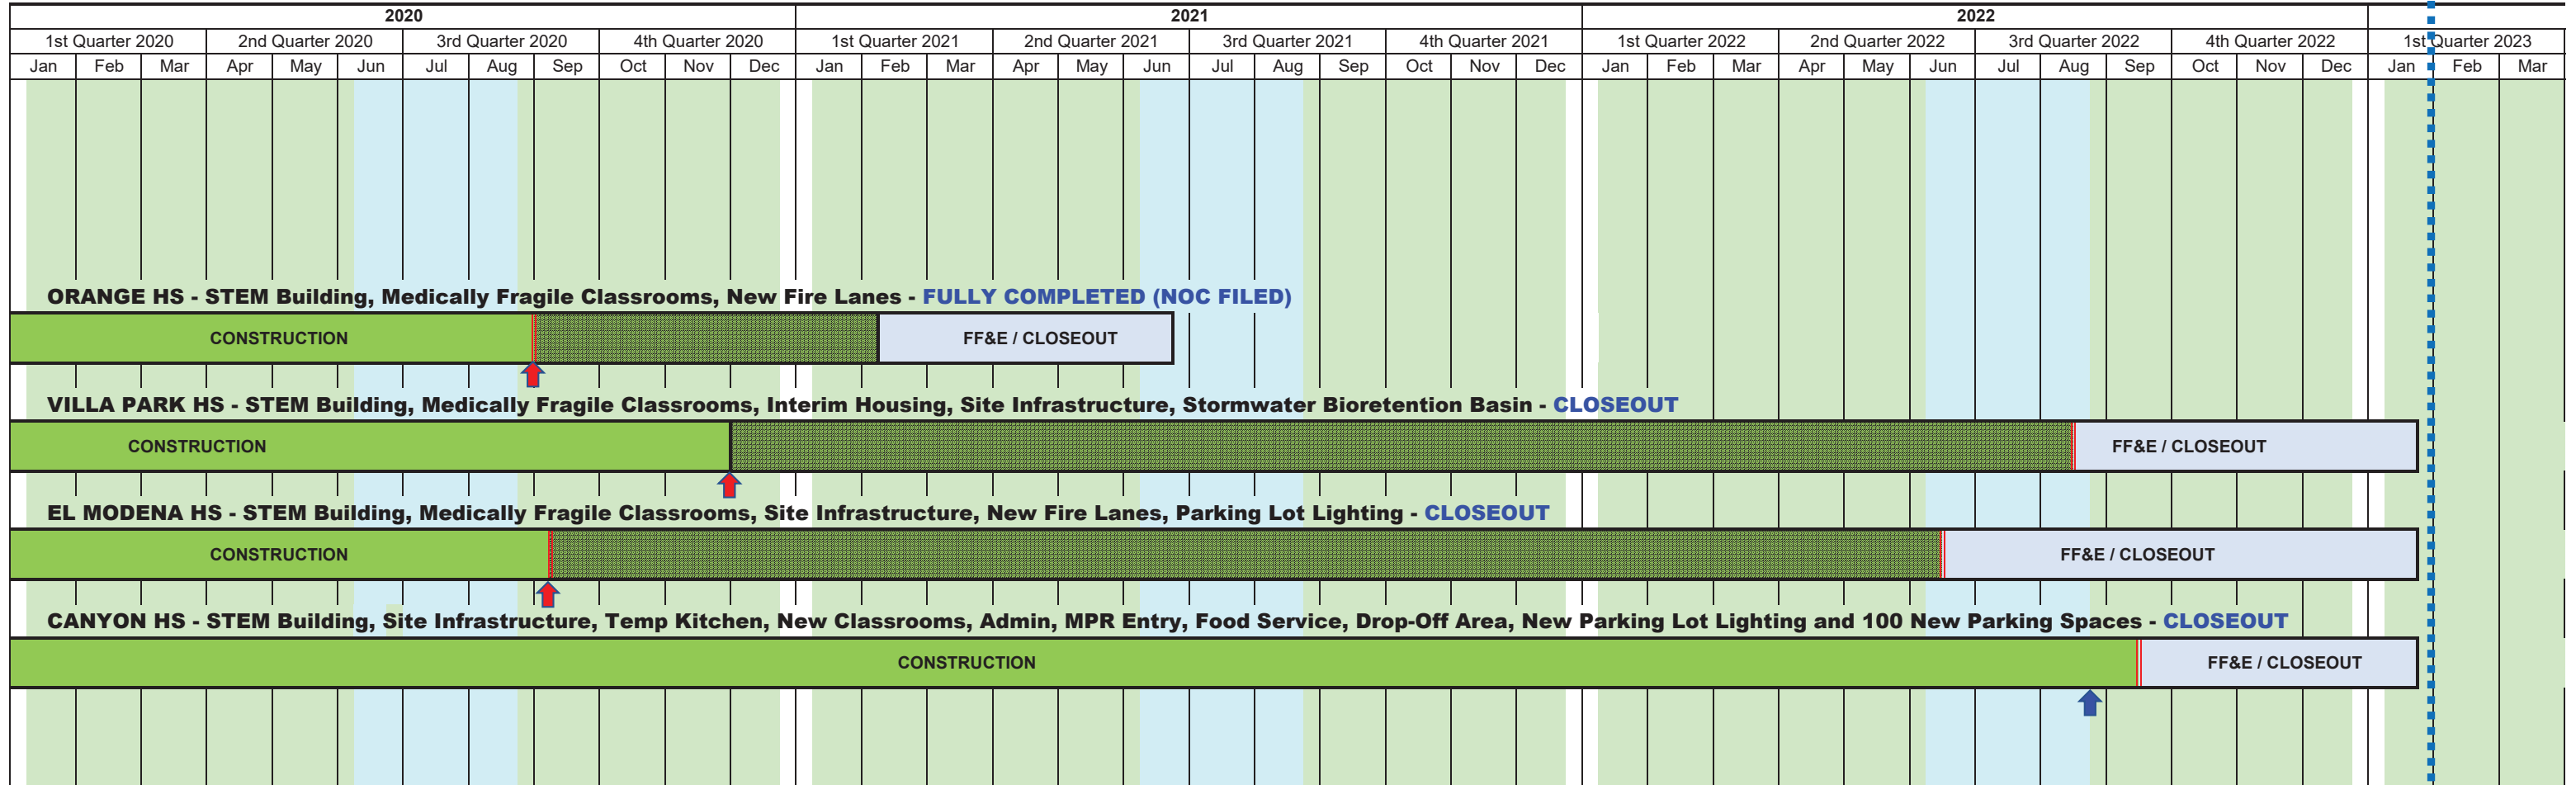 2020 2021 2022
1st Quarter 2020 2nd Quarter 2020 3rd Quarter 2020 4th Quarter 2020 1st Quarter 2021 2nd Quarter 2021 3rd Quarter 2021 4th Quarter 2021 1st Quarter 2022 2nd Quarter 2022 3rd Quarter 2022 4th Quarter 2022 1st Quarter 2023
Jan Feb Mar Apr May Jun Jul Aug Sep Oct Nov Dec Jan Feb Mar Apr May Jun Jul Aug Sep Oct Nov Dec Jan Feb Mar Apr May Jun Jul Aug Sep Oct Nov Dec Jan Feb Mar
ORANGE HS - STEM Building, Medically Fragile Classrooms, New Fire Lanes - FULLY COMPLETED (NOC FILED)
CONSTRUCTION FF&E / CLOSEOUT
VILLA PARK HS - STEM Building, Medically Fragile Classrooms, Interim Housing, Site Infrastructure, Stormwater Bioretention Basin - CLOSEOUT
CONSTRUCTION FF&E / CLOSEOUT
EL MODENA HS - STEM Building, Medically Fragile Classrooms, Site Infrastructure, New Fire Lanes, Parking Lot Lighting - CLOSEOUT
CONSTRUCTION FF&E / CLOSEOUT
CANYON HS - STEM Building, Site Infrastructure, Temp Kitchen, New Classrooms, Admin, MPR Entry, Food Service, Drop-Off Area, New Parking Lot Lighting and 100 New Parking Spaces - CLOSEOUT
CONSTRUCTION FF&E / CLOSEOUT